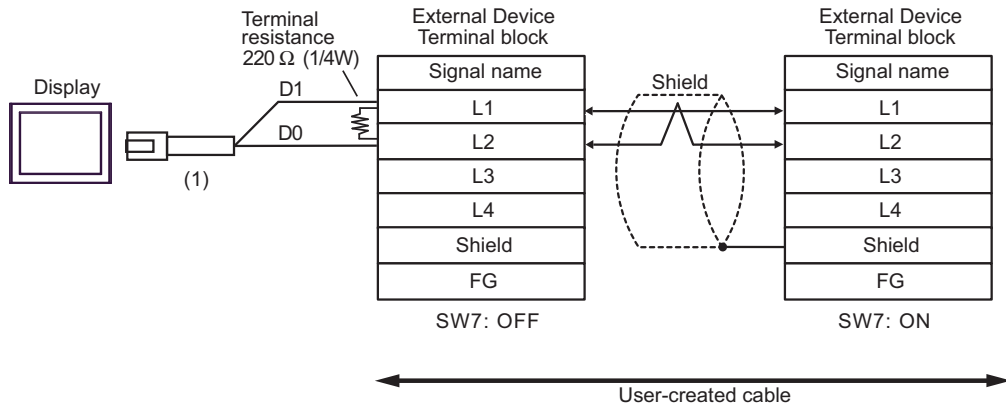 Display
(1)
Terminal
resistance
220 Ω (1/4W)
D1
D0
External Device
Terminal block
Signal name
L1
L2
L3
L4
Shield
FG
SW7: OFF
Shield
External Device
Terminal block
Signal name
L1
L2
L3
L4
Shield
FG
SW7: ON
User-created cable